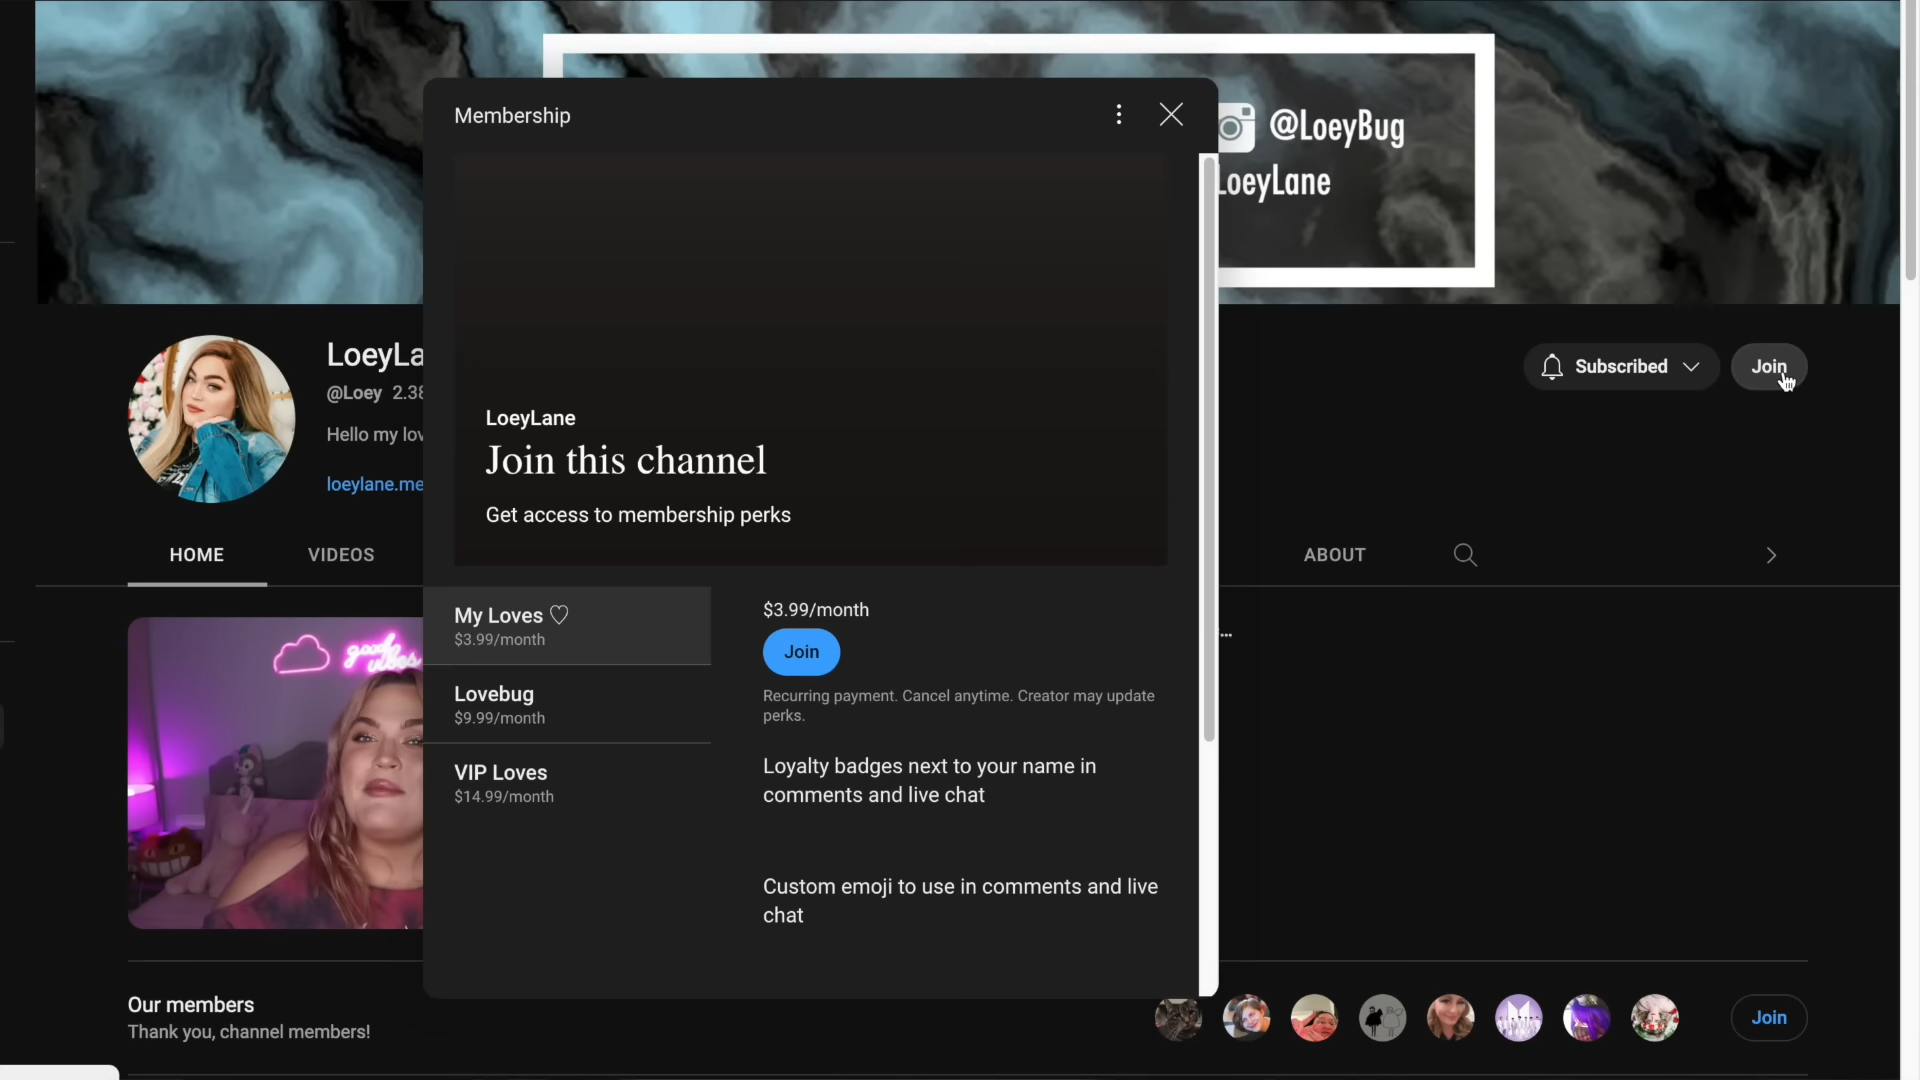 @LoeyBug
LoeyLane
Membership
LoeyLa
@Loey 2.38
Hello my lov
loeylane.me
Subscribed
Join
LoeyLane
Join this channel
Get access to membership perks
HOME
VIDEOS
ABOUT
good
vibes
My Loves ♡
$3.99/month
Lovebug
$9.99/month
VIP Loves
$14.99/month
$3.99/month
Join
Recurring payment. Cancel anytime. Creator may update
perks.
Loyalty badges next to your name in
comments and live chat
Custom emoji to use in comments and live
chat
...
Our members
Thank you, channel members!
Join